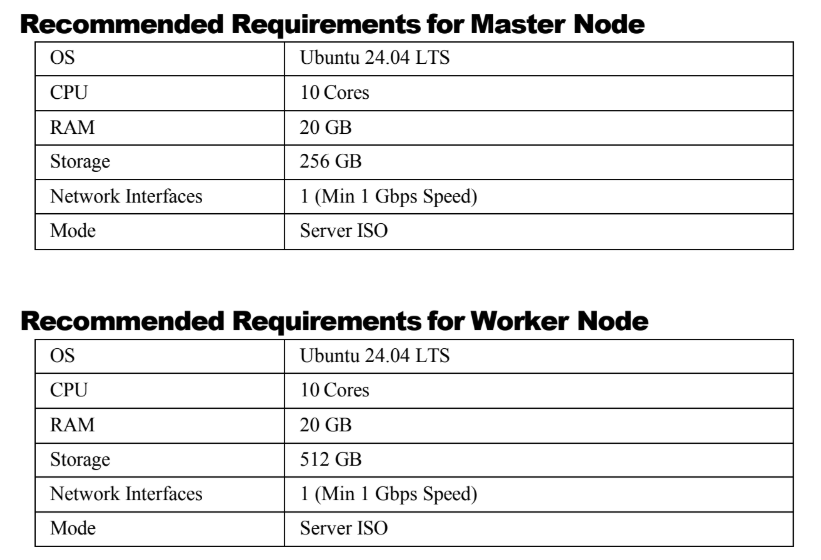 Recommended Requirements for Master Node
OS Ubuntu 24.04 LTS
CPU 10 Cores
RAM 20 GB
Storage 256 GB
Network Interfaces 1 (Min 1 Gbps Speed)
Mode Server ISO
Recommended Requirements for Worker Node
OS Ubuntu 24.04 LTS
CPU 10 Cores
RAM 20 GB
Storage 512 GB
Network Interfaces 1 (Min 1 Gbps Speed)
Mode Server ISO